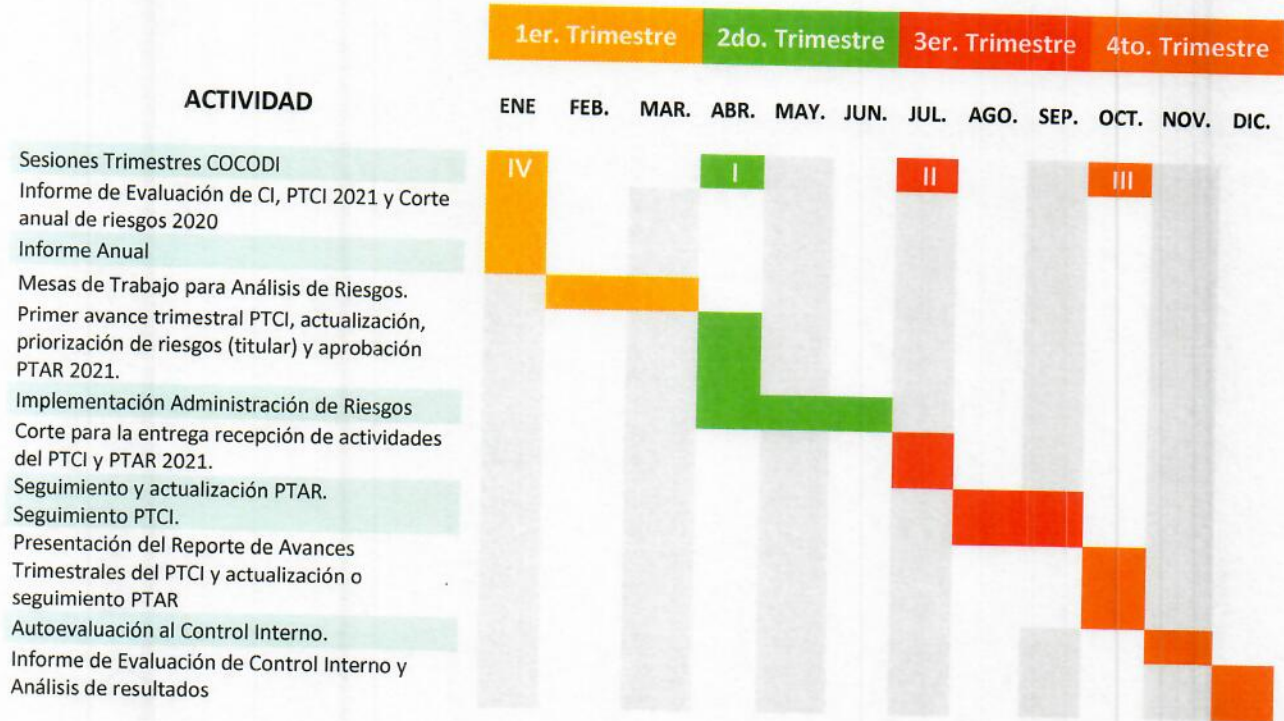 1er. Trimestre 2do. Trimestre 3er. Trimestre 4to. Trimestre
ACTIVIDAD
ENE FEB. MAR. ABR. MAY. JUN. JUL. AGO. SEP. OCT. NOV. DIC.
Sesiones Trimestres COCODI
IV I II III
Informe de Evaluación de CI, PTCI 2021 y Corte
anual de riesgos 2020
Informe Anual
Mesas de Trabajo para Análisis de Riesgos.
Primer avance trimestral PTCI, actualización,
priorización de riesgos (titular) y aprobación
PTAR 2021.
Implementación Administración de Riesgos
Corte para la entrega recepción de actividades
del PTCI y PTAR 2021.
Seguimiento y actualización PTAR.
Seguimiento PTCI.
Presentación del Reporte de Avances
Trimestrales del PTCI y actualización o
seguimiento PTAR
Autoevaluación al Control Interno.
Informe de Evaluación de Control Interno y
Análisis de resultados